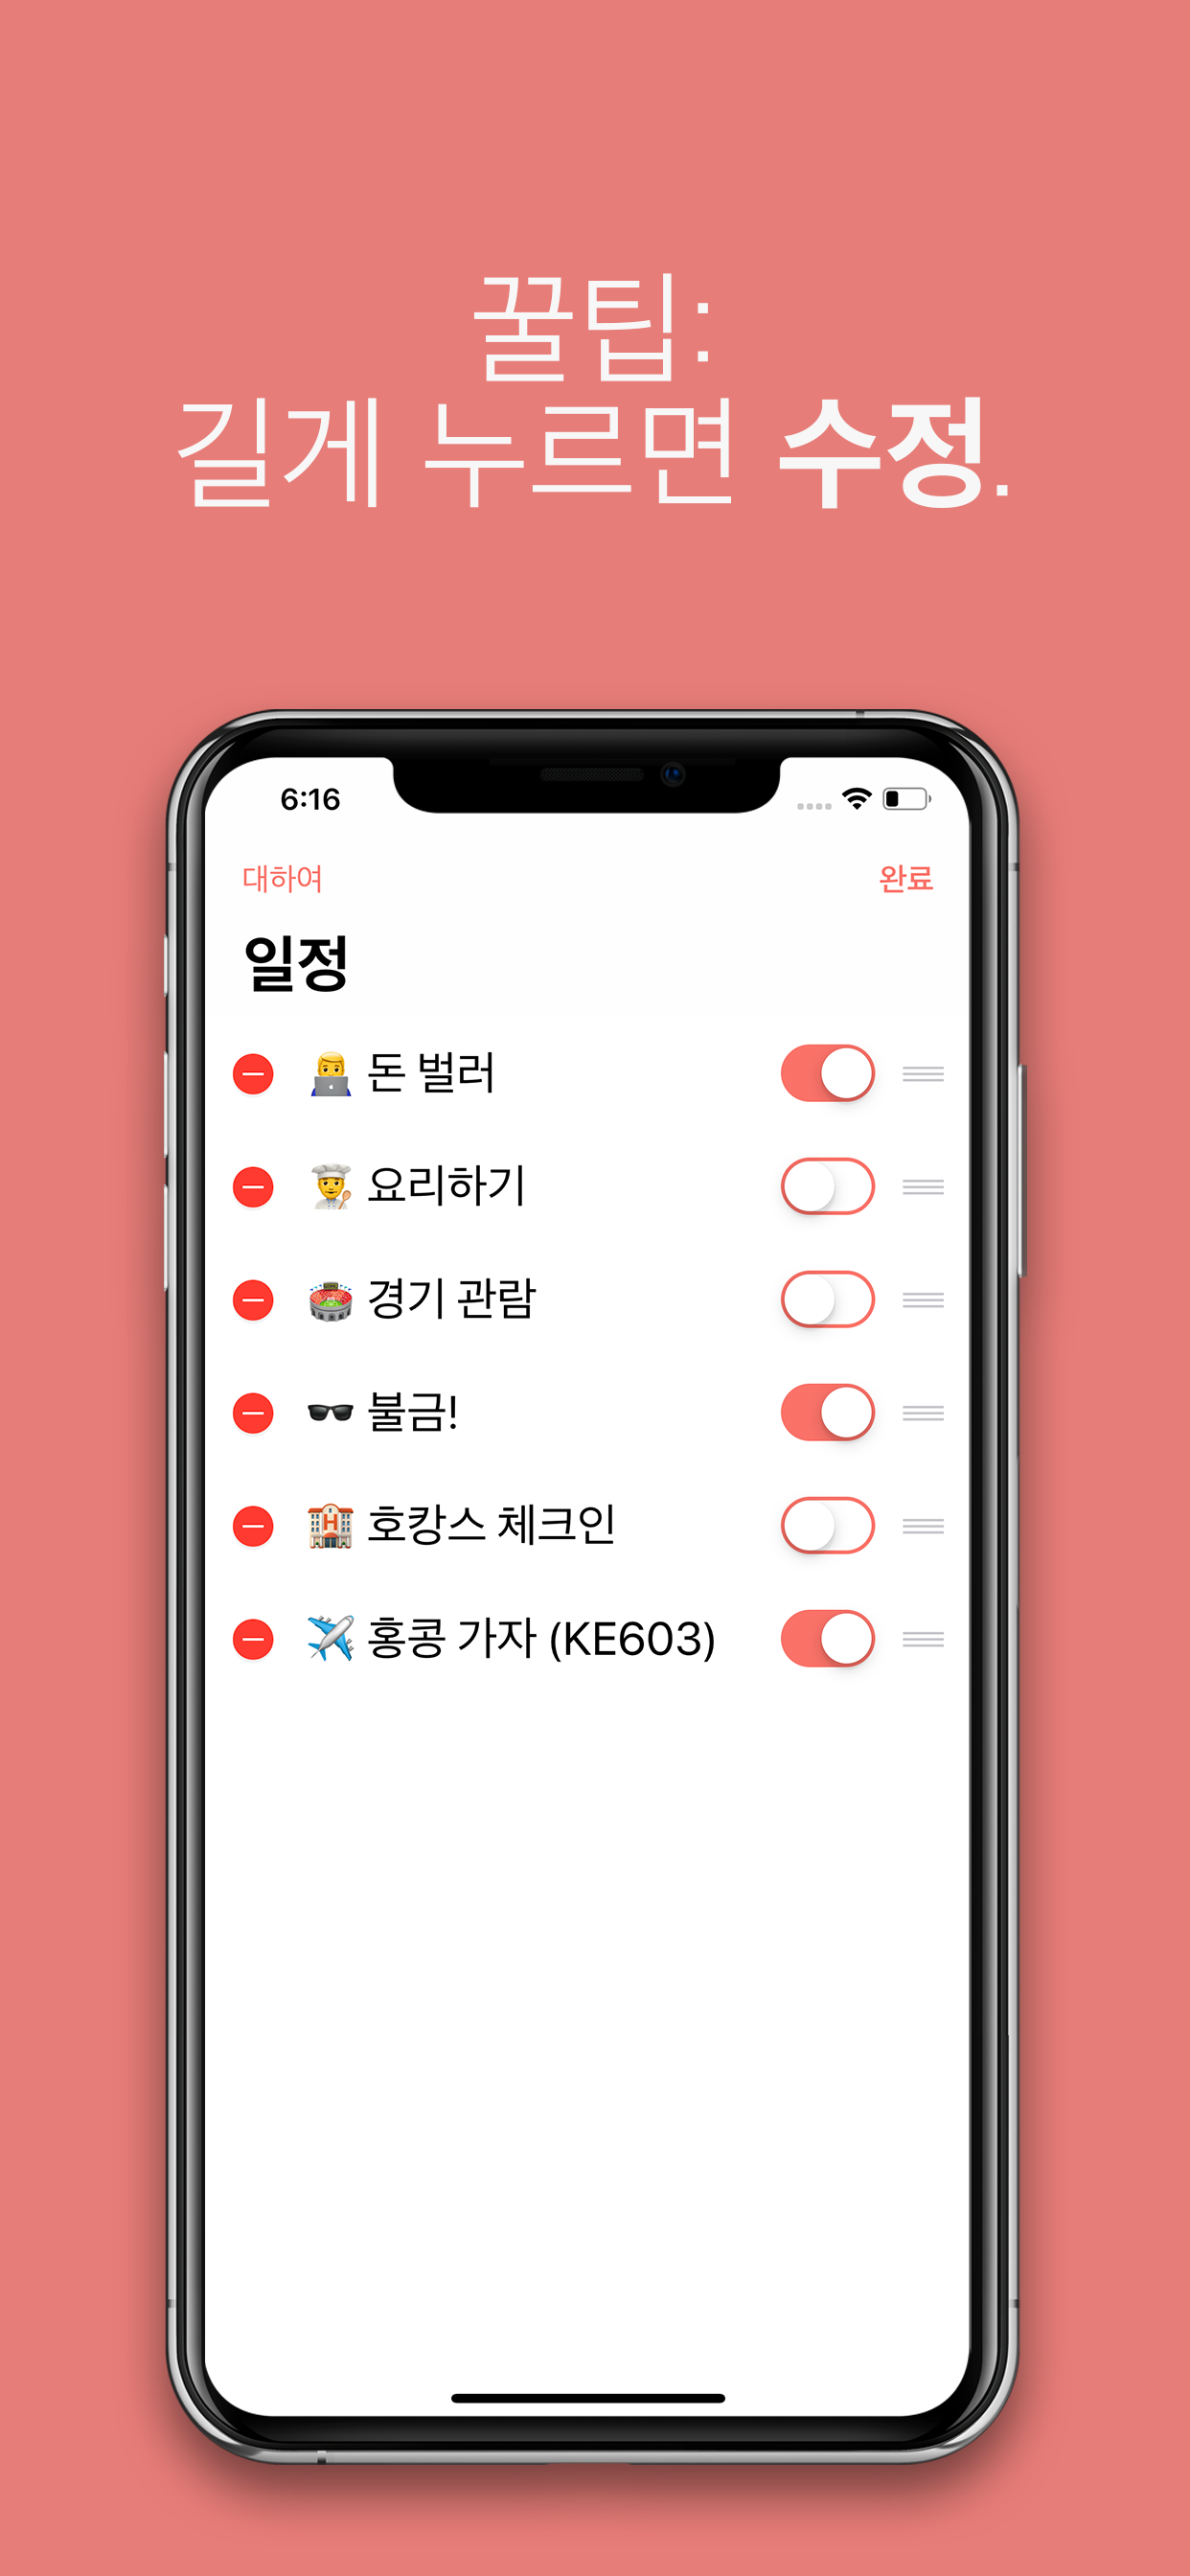 꿀팁:
길게 누르면 수정.
6:16
대하여
완료
일정
👨‍💻 돈 벌러
👨‍🍳 요리하기
🏟 경기 관람
🕶 불금!
🏨 호캉스 체크인
✈️ 홍콩 가자 (KE603)